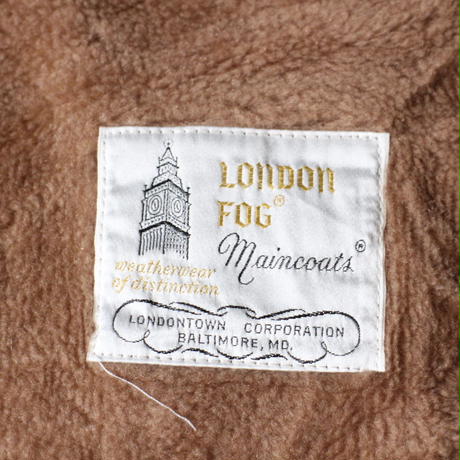 LONDON
FOG®
Maincoats®
weatherwear
of distinction
LONDONTOWN CORPORATION
BALTIMORE, MD.